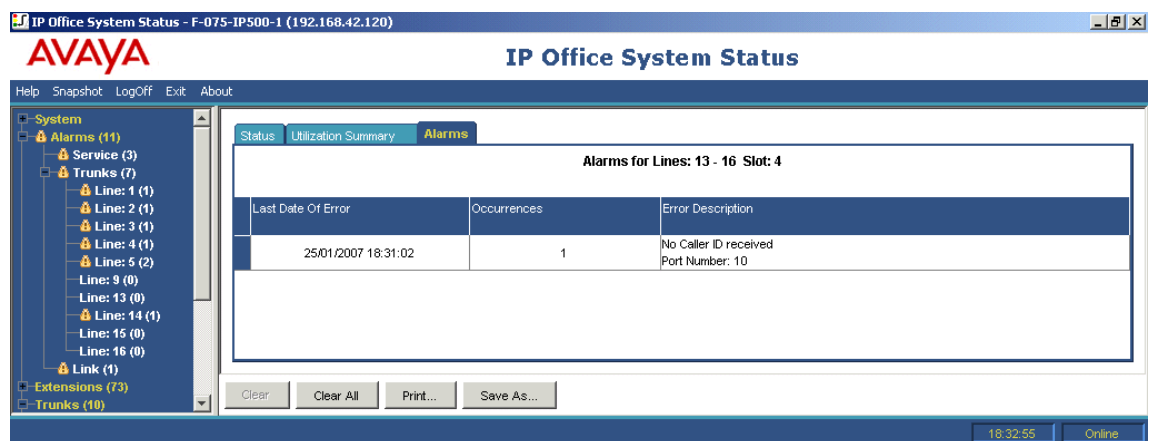 IP Office System Status - F-075-IP500-1 (192.168.42.120)
AVAYA
IP Office System Status
Help Snapshot LogOff Exit About
System
Alarms (11)
Service (3)
Trunks (7)
Line: 1 (1)
Line: 2 (1)
Line: 3 (1)
Line: 4 (1)
Line: 5 (2)
Line: 9 (0)
Line: 13 (0)
Line: 14 (1)
Line: 15 (0)
Line: 16 (0)
Link (1)
Extensions (73)
Trunks (10)
Status Utilization Summary Alarms
Alarms for Lines: 13 - 16 Slot: 4
Last Date Of Error Occurrences Error Description
25/01/2007 18:31:02 1 No Caller ID received
Port Number: 10
Clear Clear All Print... Save As...
18:32:55 Online